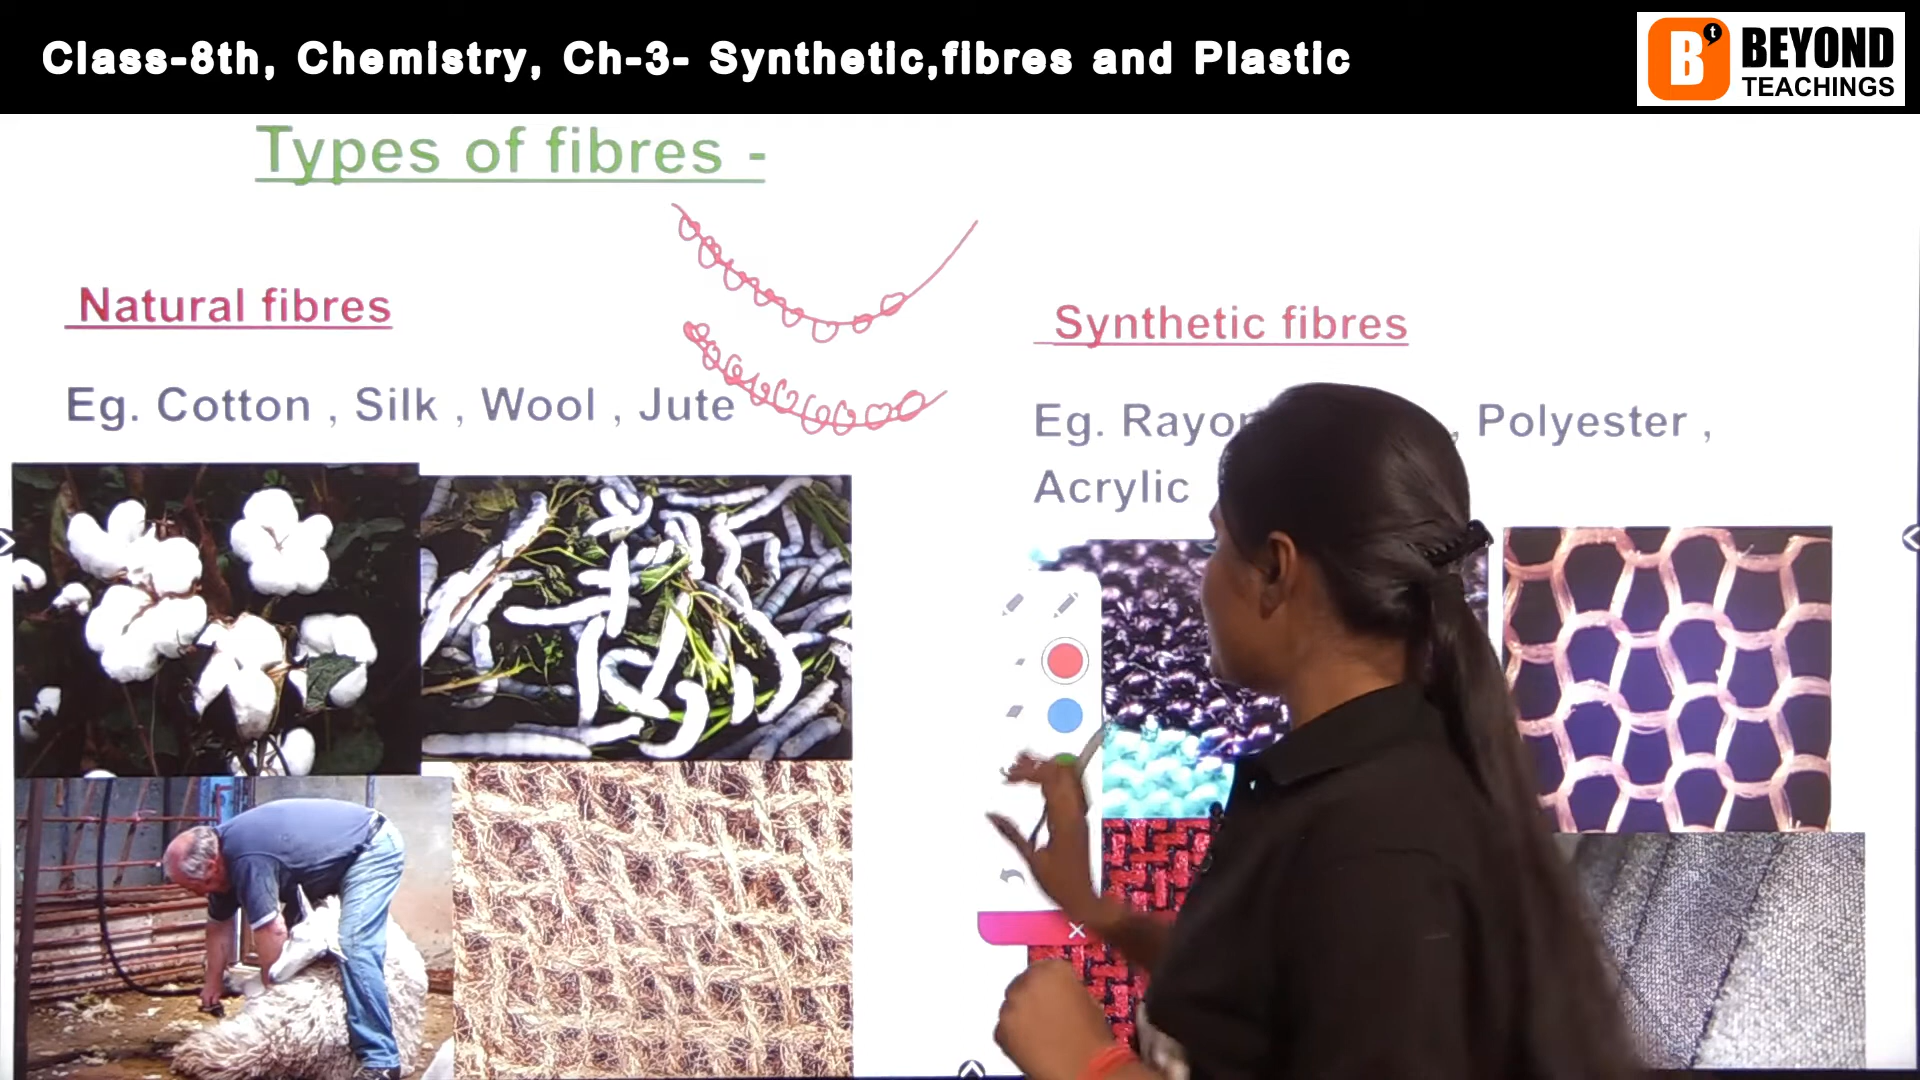 Class-8th, Chemistry, Ch-3- Synthetic,fibres and Plastic
Bt BEYOND
TEACHINGS
Types of fibres -
Natural fibres
Eg. Cotton , Silk , Wool , Jute
Synthetic fibres
Eg. , Polyester ,
Acrylic